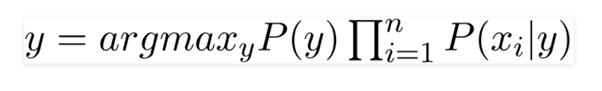 y = argmax_y P(y) ∏_{i=1}^{n} P(x_i|y)